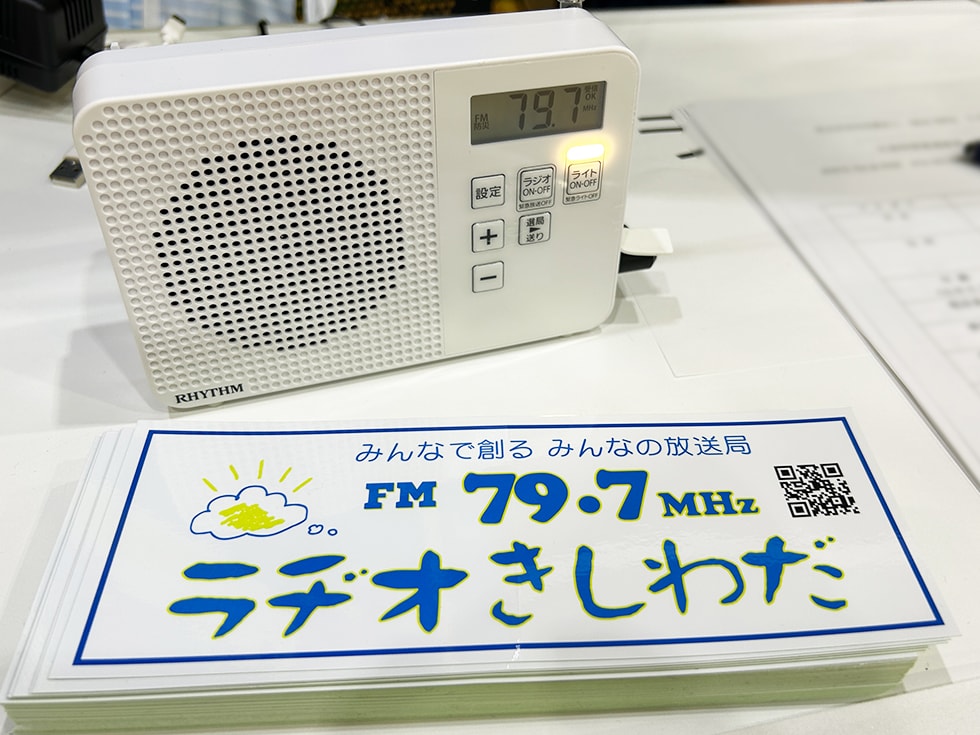 FM
防災
79.7
受信
OK
MHz
設定
ラジオ
ON-OFF
緊急放送OFF
ライト
ON-OFF
緊急ライトOFF
+
選局
送り
−
RHYTHM
みんなで創る みんなの放送局
FM 79.7 MHz
ラヂオきしわだ